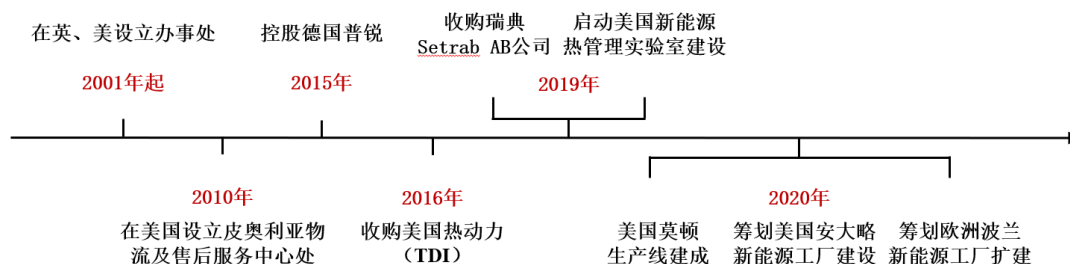 在英、美设立办事处
2001年起
控股德国普锐
2015年
收购瑞典
Setrab AB公司
启动美国新能源
热管理实验室建设
2019年
2010年
在美国设立皮奥利亚物
流及售后服务中心处
2016年
收购美国热动力
（TDI）
2020年
美国莫顿
生产线建成
筹划美国安大略
新能源工厂建设
筹划欧洲波兰
新能源工厂扩建